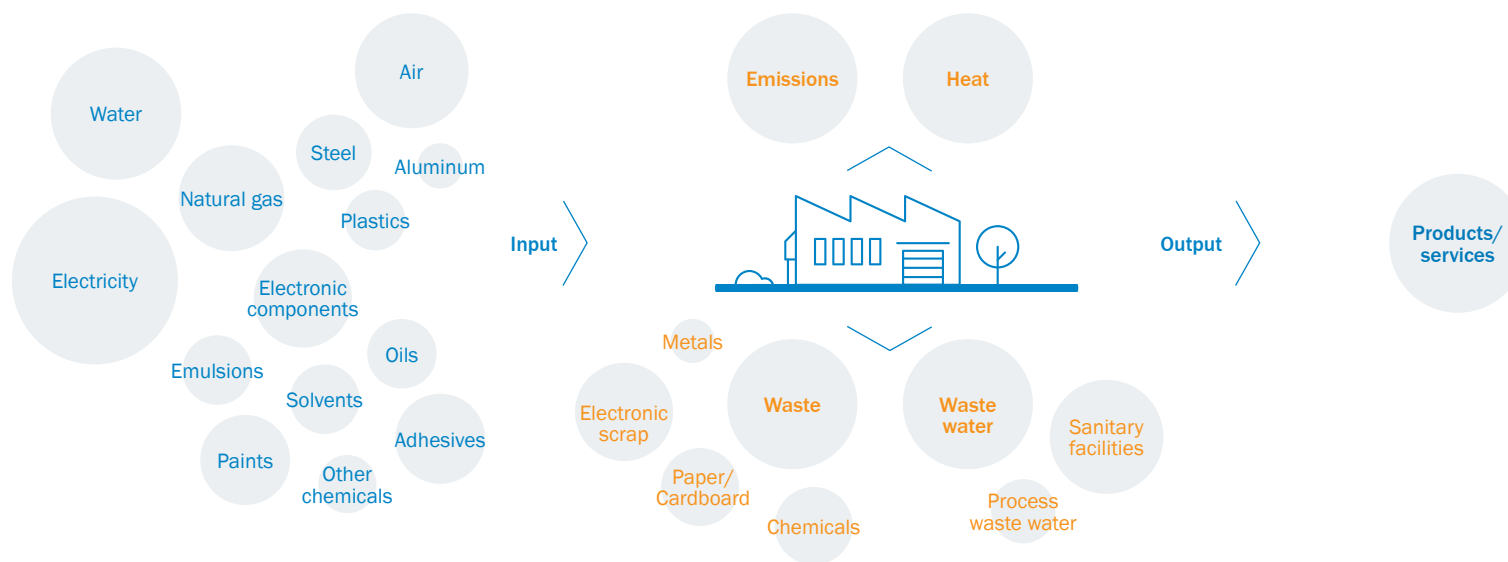 Air
Water
Steel
Aluminum
Natural gas
Plastics
Electricity
Electronic
components
Emulsions
Oils
Solvents
Adhesives
Paints
Other
chemicals
Input
Emissions
Heat
Metals
Electronic
scrap
Waste
Paper/
Cardboard
Chemicals
Waste
water
Sanitary
facilities
Process
waste water
Output
Products/
services